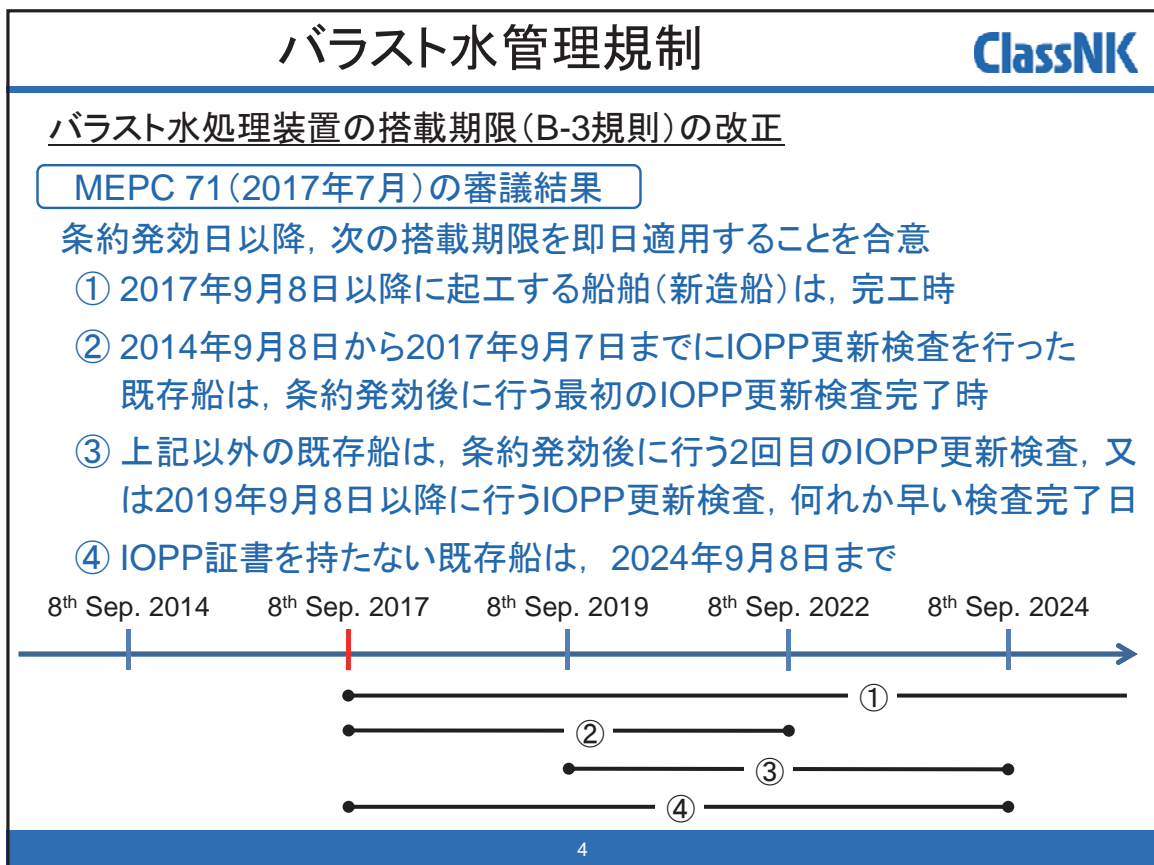 バラスト水管理規制
ClassNK
バラスト水処理装置の搭載期限(B-3規則)の改正
MEPC 71(2017年7月)の審議結果
条約発効日以降, 次の搭載期限を即日適用することを合意
① 2017年9月8日以降に起工する船舶(新造船)は, 完工時
② 2014年9月8日から2017年9月7日までにIOPP更新検査を行った
既存船は, 条約発効後に行う最初のIOPP更新検査完了時
③ 上記以外の既存船は, 条約発効後に行う2回目のIOPP更新検査, 又
は2019年9月8日以降に行うIOPP更新検査, 何れか早い検査完了日
④ IOPP証書を持たない既存船は, 2024年9月8日まで
8th Sep. 2014 8th Sep. 2017 8th Sep. 2019 8th Sep. 2022 8th Sep. 2024
①
②
③
④
4